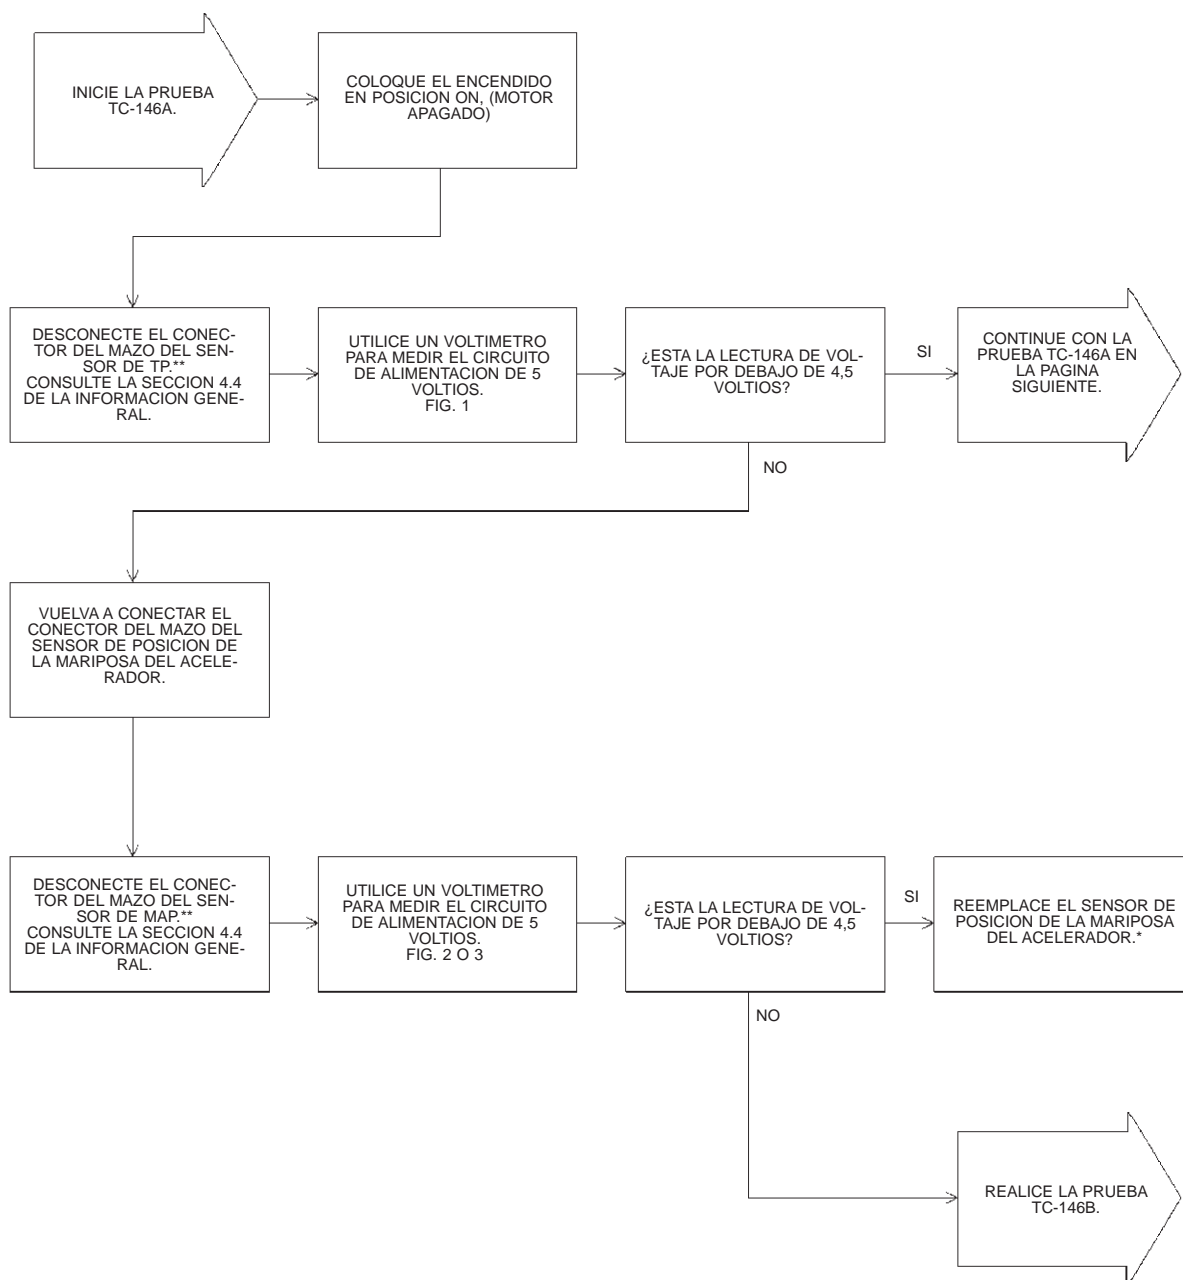 INICIE LA PRUEBA
TC-146A.
COLOQUE EL ENCENDIDO
EN POSICION ON, (MOTOR
APAGADO)
DESCONECTE EL CONEC-
TOR DEL MAZO DEL SEN-
SOR DE TP.**
CONSULTE LA SECCION 4.4
DE LA INFORMACION GENE-
RAL.
UTILICE UN VOLTIMETRO
PARA MEDIR EL CIRCUITO
DE ALIMENTACION DE 5
VOLTIOS.
FIG. 1
¿ESTA LA LECTURA DE VOL-
TAJE POR DEBAJO DE 4,5
VOLTIOS?
SI
CONTINUE CON LA
PRUEBA TC-146A EN
LA PAGINA
SIGUIENTE.
NO
VUELVA A CONECTAR EL
CONECTOR DEL MAZO DEL
SENSOR DE POSICION DE
LA MARIPOSA DEL ACELE-
RADOR.
DESCONECTE EL CONEC-
TOR DEL MAZO DEL SEN-
SOR DE MAP.**
CONSULTE LA SECCION 4.4
DE LA INFORMACION GENE-
RAL.
UTILICE UN VOLTIMETRO
PARA MEDIR EL CIRCUITO
DE ALIMENTACION DE 5
VOLTIOS.
FIG. 2 O 3
¿ESTA LA LECTURA DE VOL-
TAJE POR DEBAJO DE 4,5
VOLTIOS?
SI
REEMPLACE EL SENSOR DE
POSICION DE LA MARIPOSA
DEL ACELERADOR.*
NO
REALICE LA PRUEBA
TC-146B.